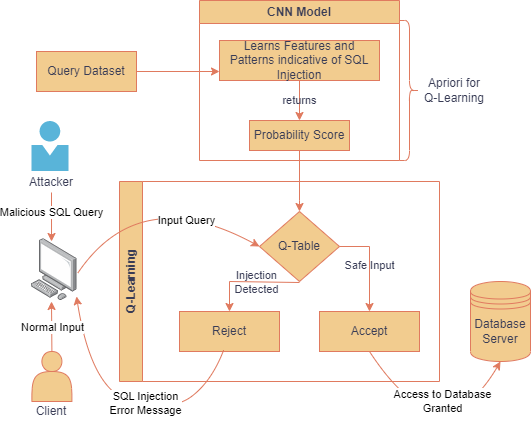 CNN Model
Query Dataset
Learns Features and
Patterns indicative of SQL
Injection
Apriori for
Q-Learning
returns
Probability Score
Attacker
Malicious SQL Query
Q-Learning
Input Query
Q-Table
Injection
Detected
Safe Input
Normal Input
Reject
Accept
Database
Server
Client
SQL Injection
Error Message
Access to Database
Granted